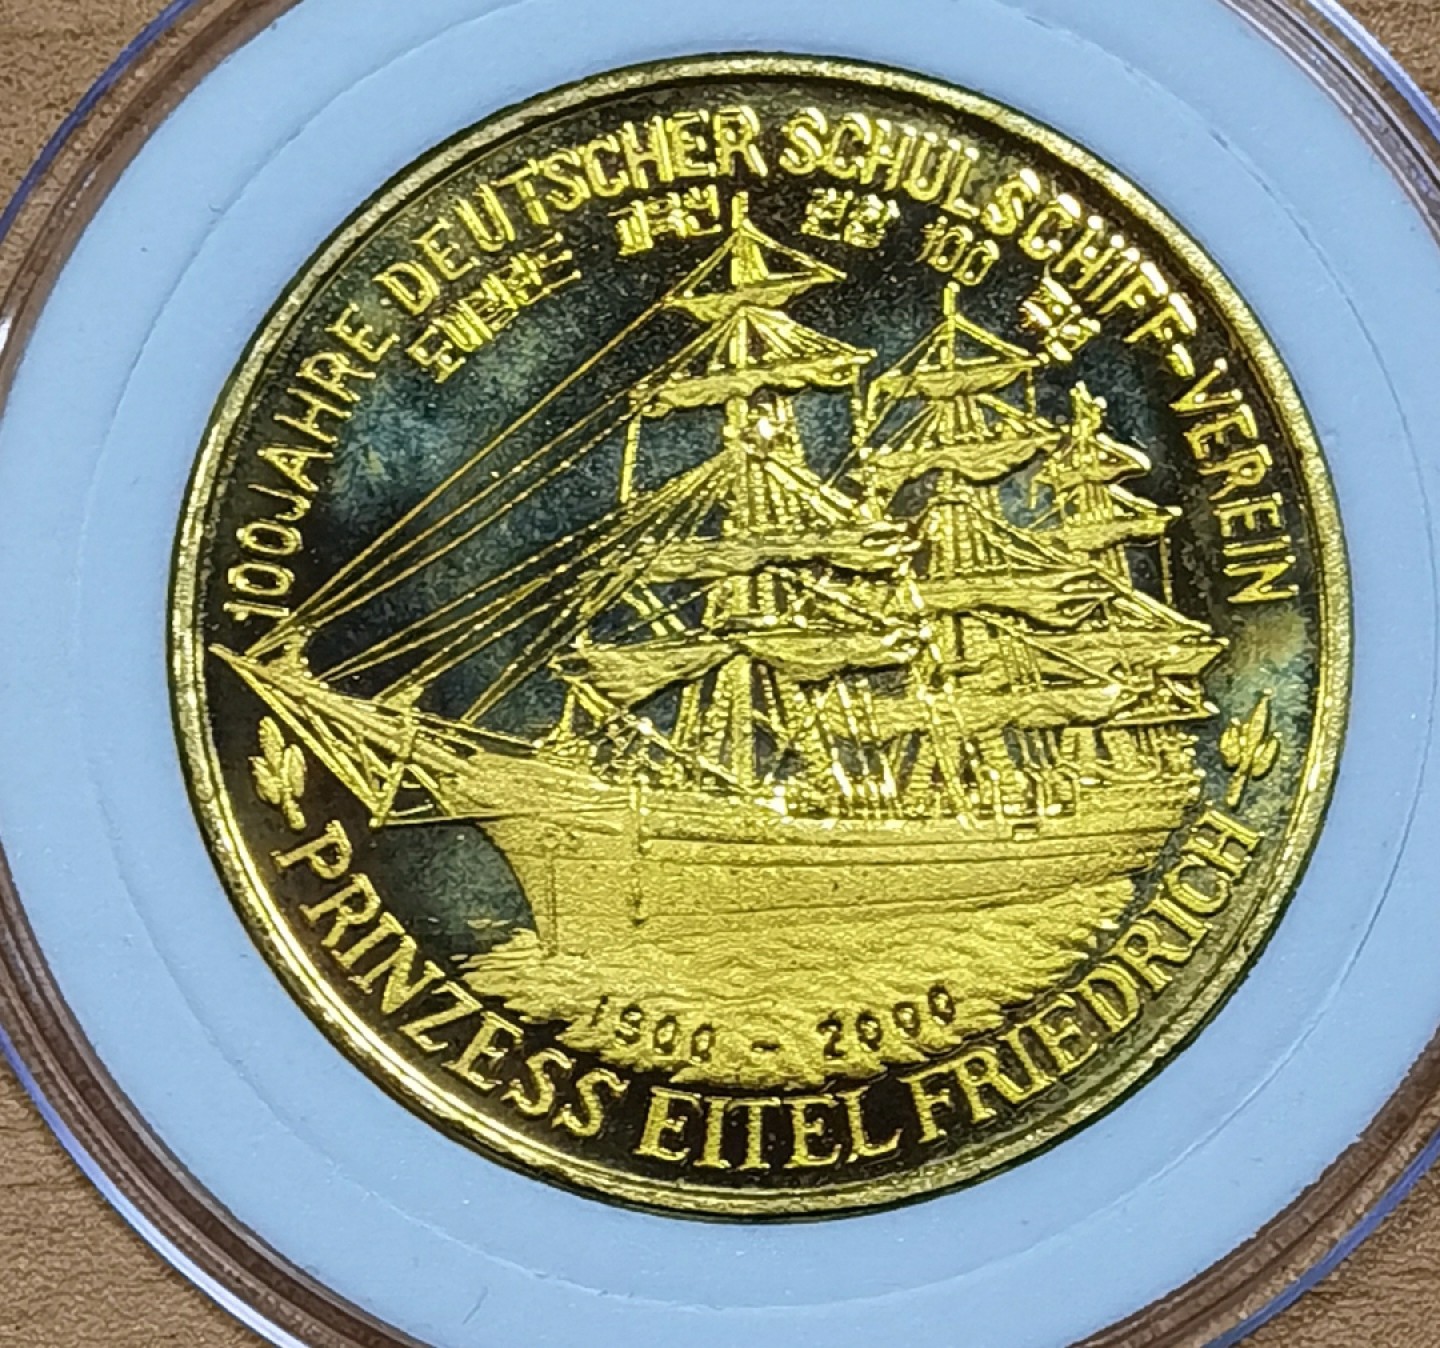 100 JAHRE DEUTSCHER SCHULSCHIFF-VEREIN
100
1900 - 2000
PRINZESS EITEL FRIEDRICH